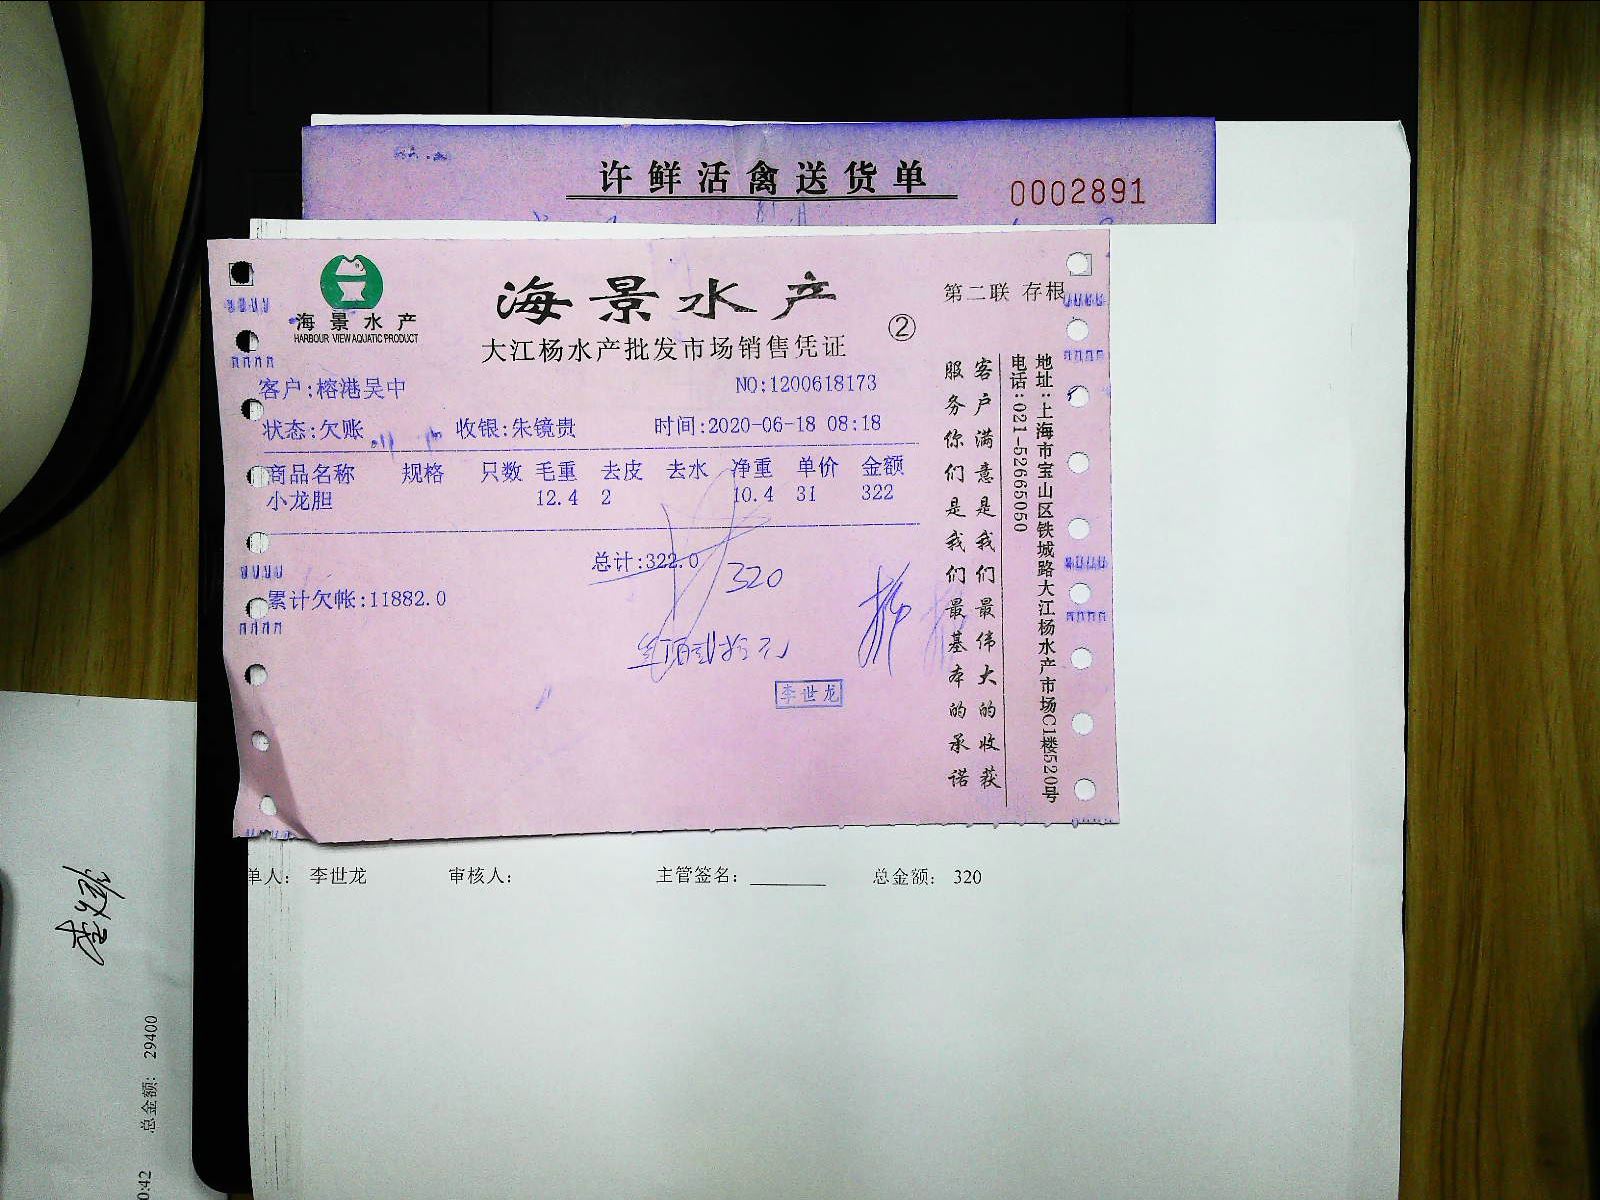 许鲜活禽送货单
0002891
海景水产
HARBOUR VIEW AQUATIC PRODUCT
海景水产
大江杨水产批发市场销售凭证
②
第二联 存根
客户:榕港吴中
NO:1200618173
状态:欠账 收银:朱镜贵 时间:2020-06-18 08:18
商品名称 规格 只数 毛重 去皮 去水 净重 单价 金额
小龙胆 12.4 2 10.4 31 322
总计:322.0
320
累计欠帐:11882.0
叁百贰拾元
李世龙
客户满意是我们最伟大的收获
服务你们是我们最基本的承诺
地址:上海市宝山区铁城路大江杨水产市场C1楼520号
电话:021-52665050
单人: 李世龙 审核人: 主管签名: 总金额: 320
总金额: 29400
0:42